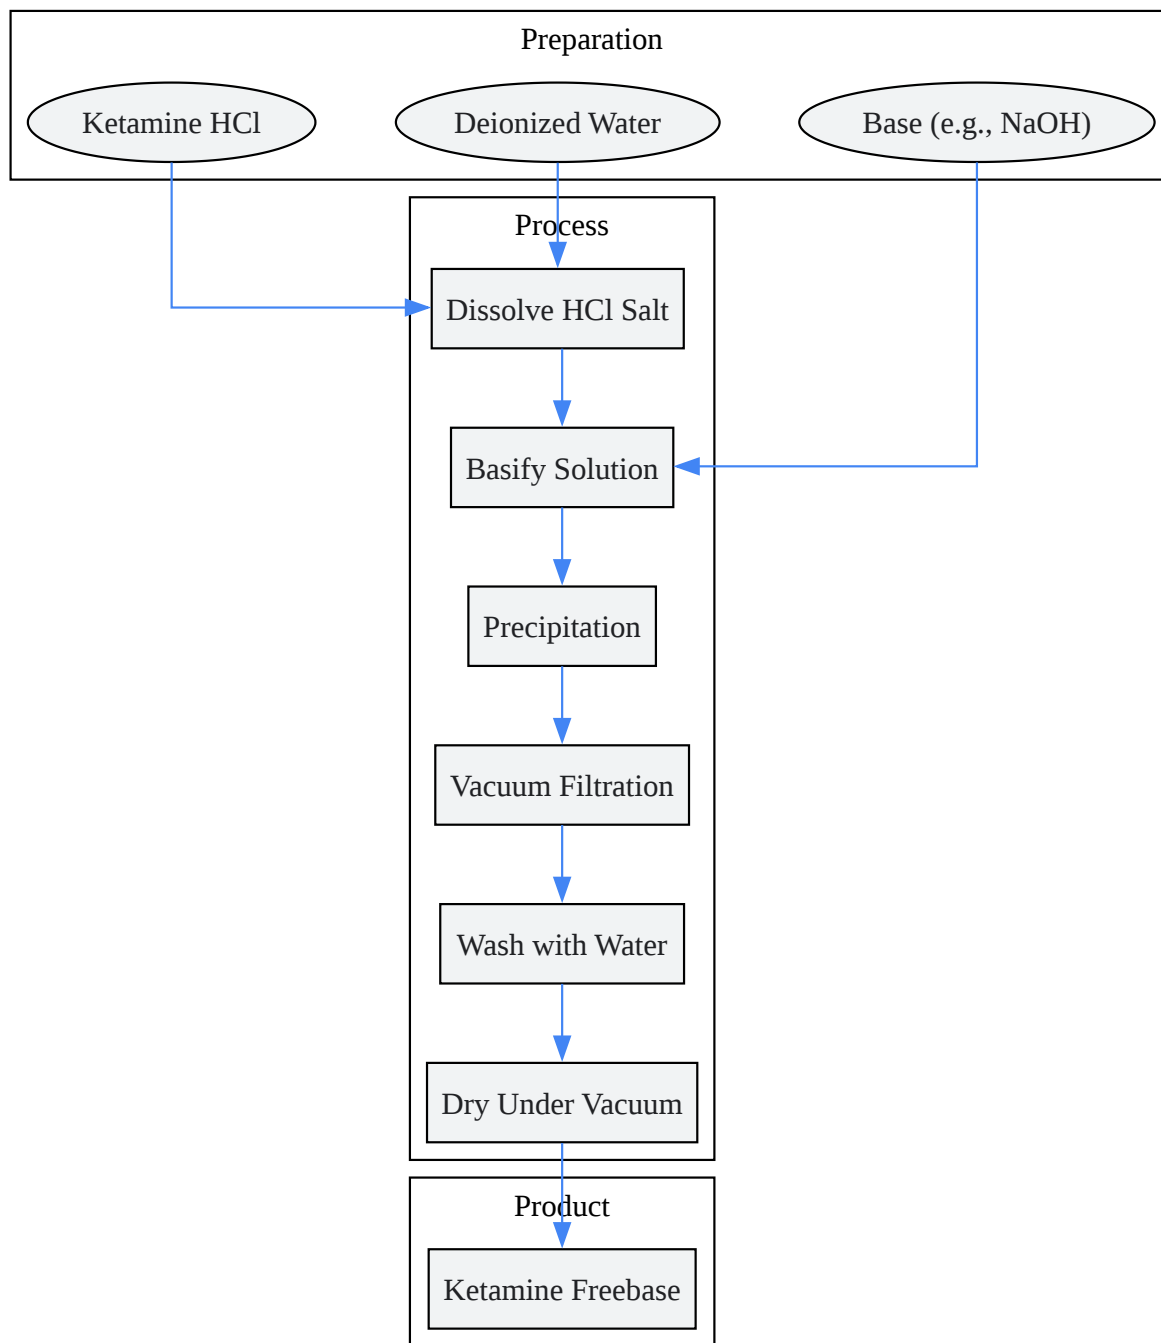 Preparation
Ketamine HCl
Deionized Water
Base (e.g., NaOH)
Process
Dissolve HCl Salt
Basify Solution
Precipitation
Vacuum Filtration
Wash with Water
Dry Under Vacuum
Product
Ketamine Freebase